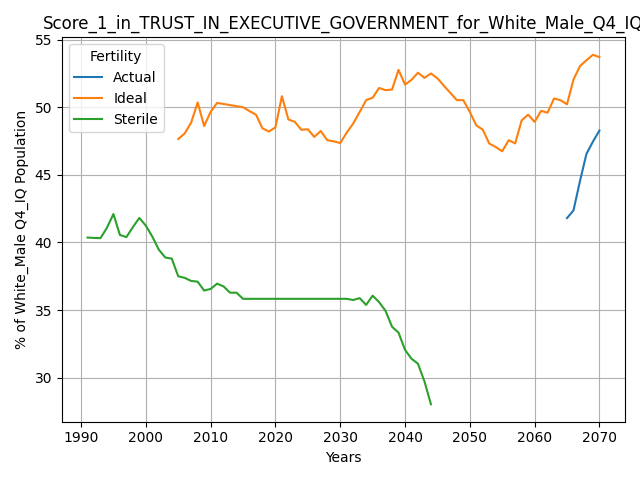 Score_1_in_TRUST_IN_EXECUTIVE_GOVERNMENT_for_White_Male_Q4_IQ
% of White_Male Q4_IQ Population
55
50
45
40
35
30
Fertility
Actual
Ideal
Sterile
1990 2000 2010 2020 2030 2040 2050 2060 2070
Years